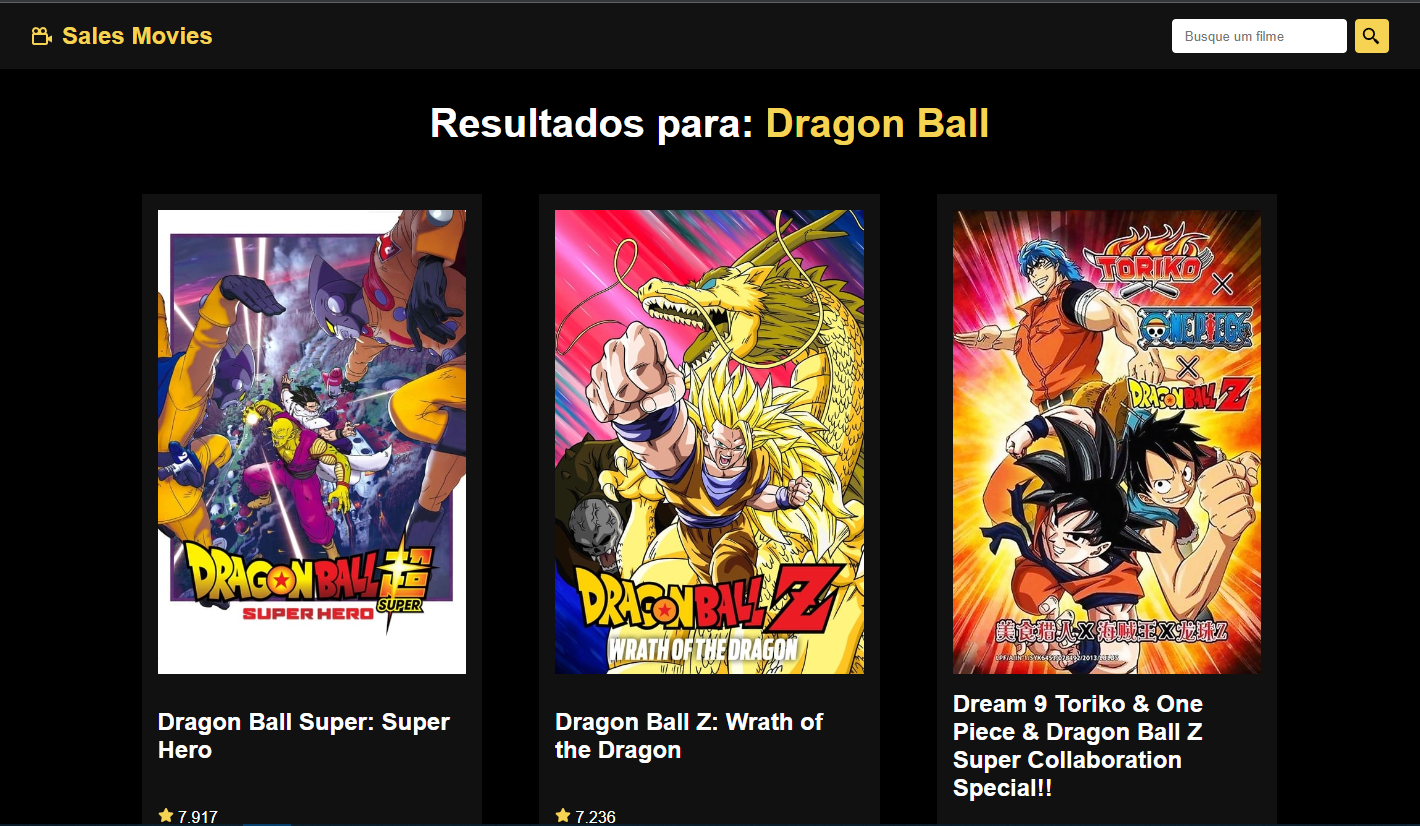 Sales Movies
Busque um filme
Resultados para: Dragon Ball
DRAGON BALL 超
SUPER
SUPER HERO
DRAGON BALL Z
WRATH OF THE DRAGON
TORIKO
×
ONE PIECE
×
DRAGON BALL Z
美食猎人×海贼王×龙珠Z
Dragon Ball Super: Super
Hero
7.917
Dragon Ball Z: Wrath of
the Dragon
7.236
Dream 9 Toriko & One
Piece & Dragon Ball Z
Super Collaboration
Special!!